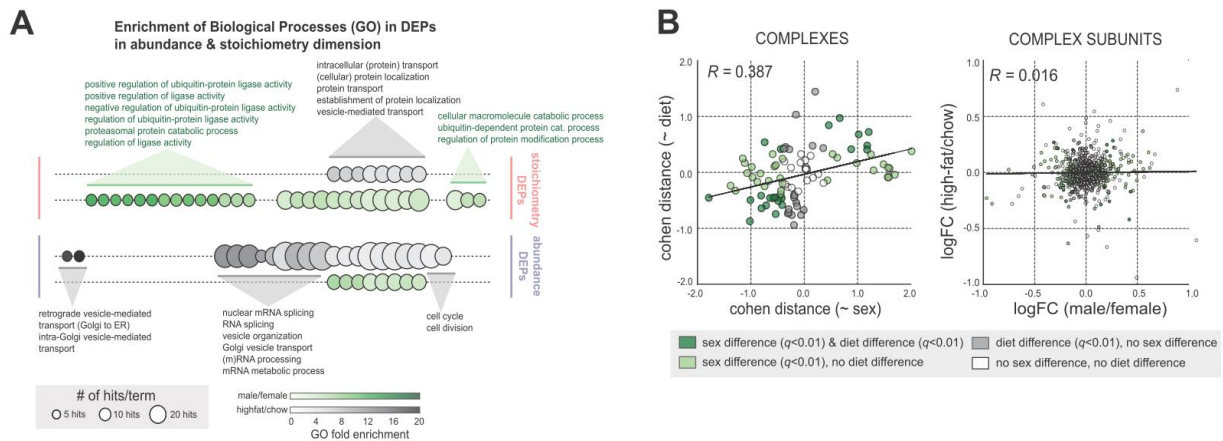 A
Enrichment of Biological Processes (GO) in DEPs
in abundance & stoichiometry dimension
positive regulation of ubiquitin-protein ligase activity
positive regulation of ligase activity
negative regulation of ubiquitin-protein ligase activity
regulation of ubiquitin-protein ligase activity
proteasomal protein catabolic process
regulation of ligase activity
intracellular (protein) transport
(cellular) protein localization
protein transport
establishment of protein localization
vesicle-mediated transport
cellular macromolecule catabolic process
ubiquitin-dependent protein cat. process
regulation of protein modification process
stoichiometry
DEPs
abundance
DEPs
retrograde vesicle-mediated
transport (Golgi to ER)
intra-Golgi vesicle-mediated
transport
nuclear mRNA splicing
RNA splicing
vesicle organization
Golgi vesicle transport
(m)RNA processing
mRNA metabolic process
cell cycle
cell division
# of hits/term
5 hits
10 hits
20 hits
male/female
highfat/chow
0 4 8 12 16 20
GO fold enrichment
B
COMPLEXES
R = 0.387
cohen distance (~ diet)
2.0
1.0
0.0
-1.0
-2.0
-1.8 -1.0 0.0 1.0 2.0
cohen distance (~ sex)
COMPLEX SUBUNITS
R = 0.016
logFC (high-fat/chow)
1.0
0.5
0.0
-0.5
-1.0
-1.0 -0.5 0.0 0.5 1.0
logFC (male/female)
sex difference (q<0.01) & diet difference (q<0.01)
sex difference (q<0.01), no diet difference
diet difference (q<0.01), no sex difference
no sex difference, no diet difference